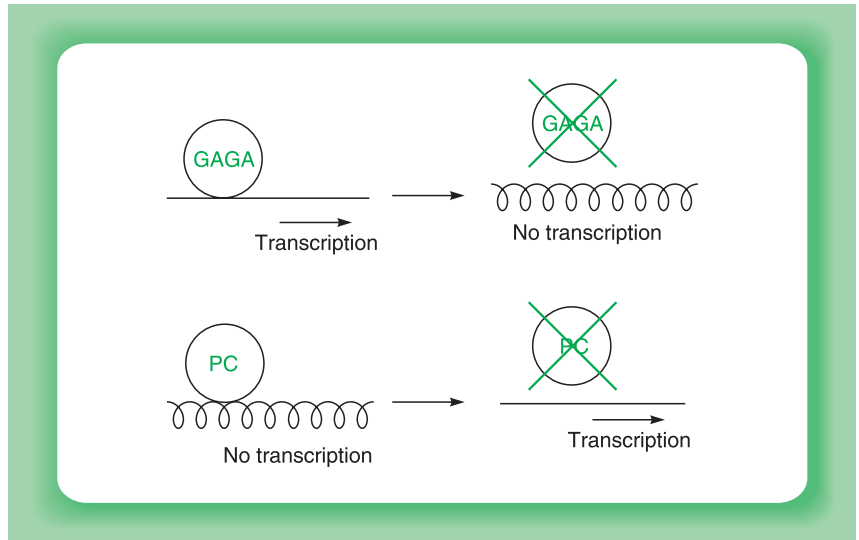 GAGA
Transcription
GAGA
No transcription
PC
No transcription
PC
Transcription